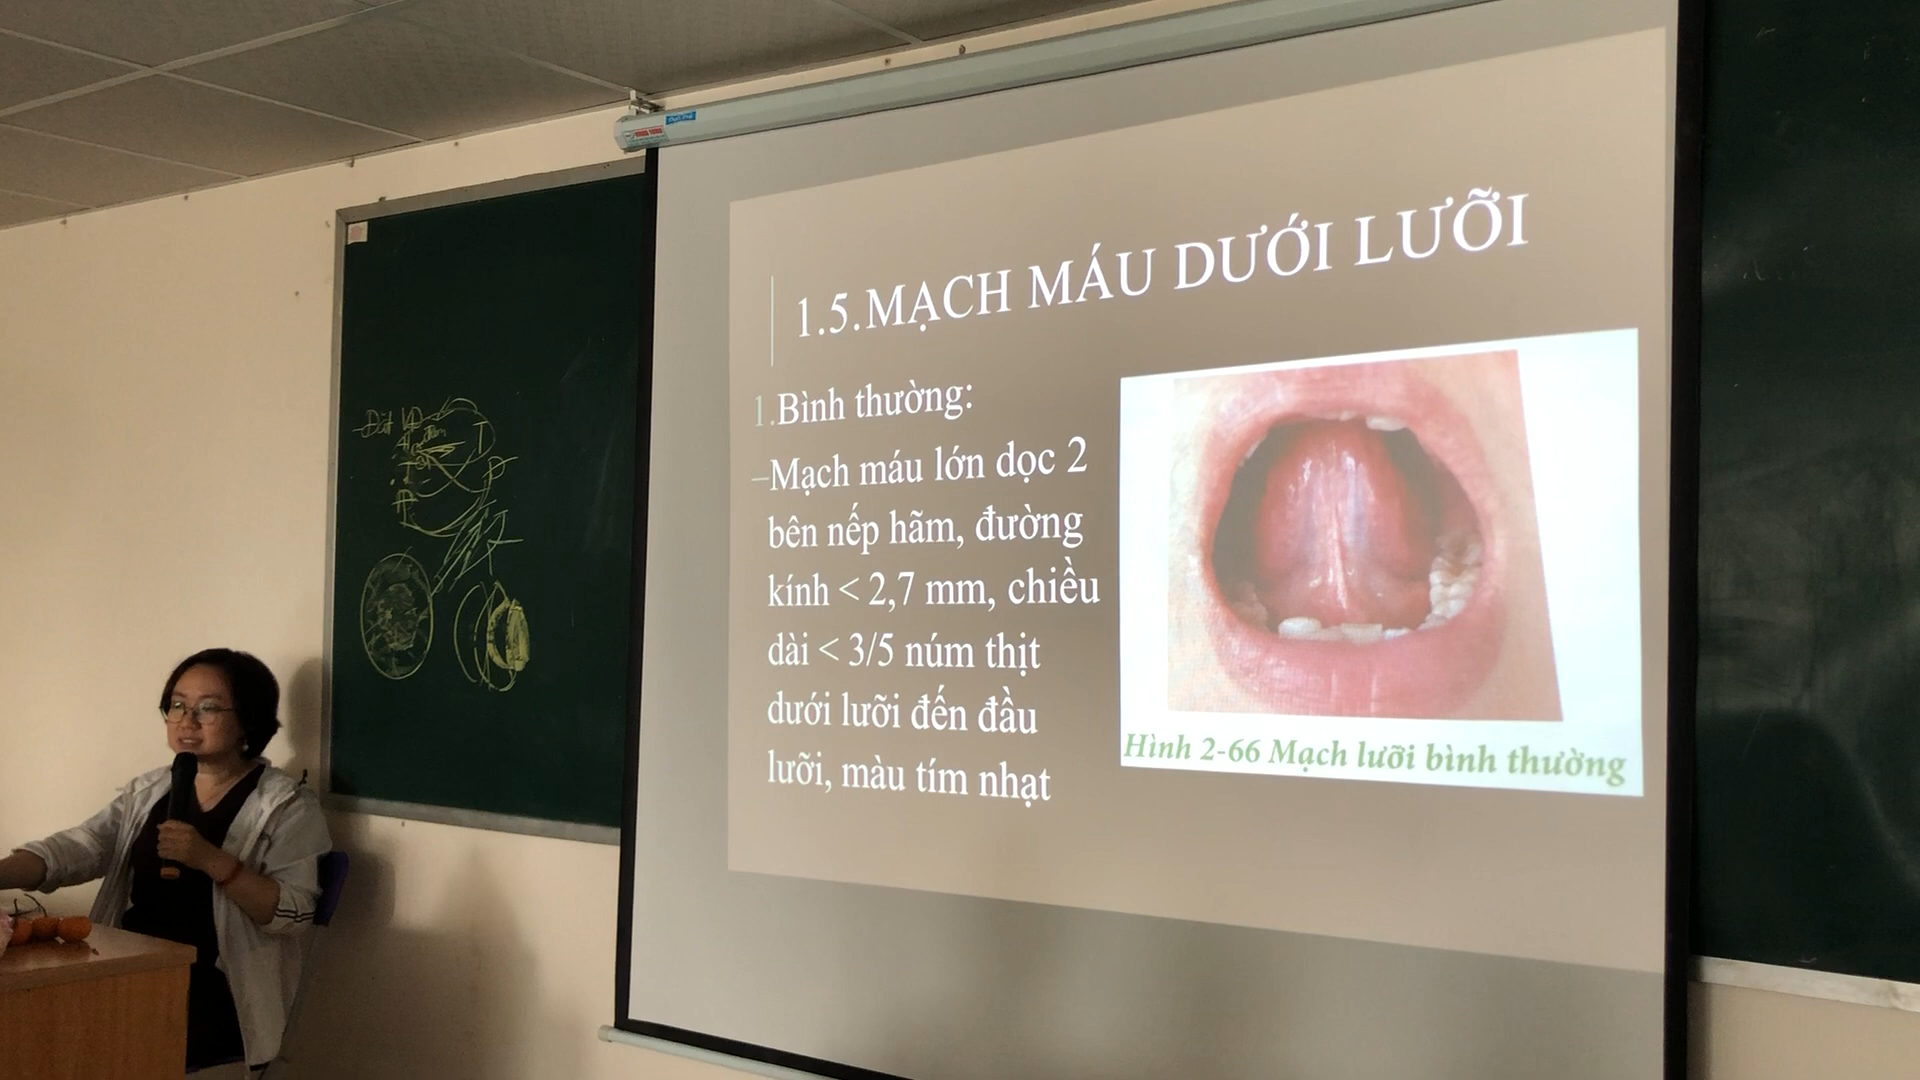 1.5.MẠCH MÁU DƯỚI LƯỠI
1.Bình thường:
–Mạch máu lớn dọc 2
bên nếp hãm, đường
kính < 2,7 mm, chiều
dài < 3/5 núm thịt
dưới lưỡi đến đầu
lưỡi, màu tím nhạt
Hình 2-66 Mạch lưỡi bình thường